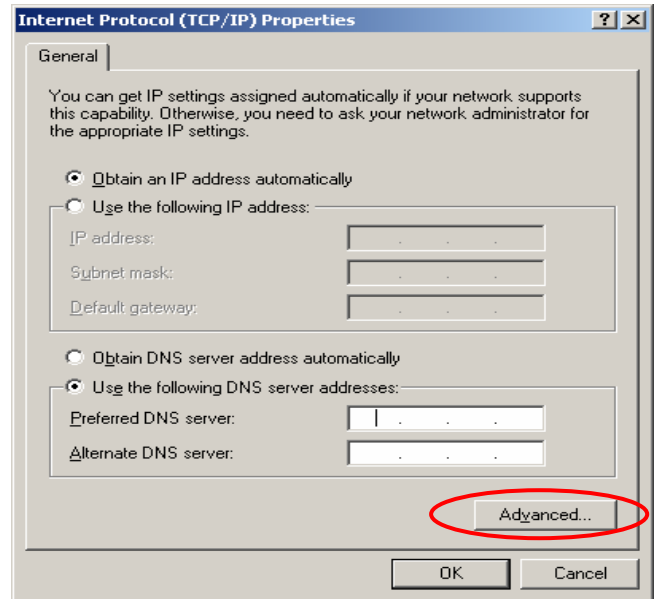 Internet Protocol (TCP/IP) Properties
General
You can get IP settings assigned automatically if your network supports
this capability. Otherwise, you need to ask your network administrator for
the appropriate IP settings.
Obtain an IP address automatically
Use the following IP address:
IP address:
Subnet mask:
Default gateway:
Obtain DNS server address automatically
Use the following DNS server addresses:
Preferred DNS server:
Alternate DNS server:
Advanced...
OK Cancel